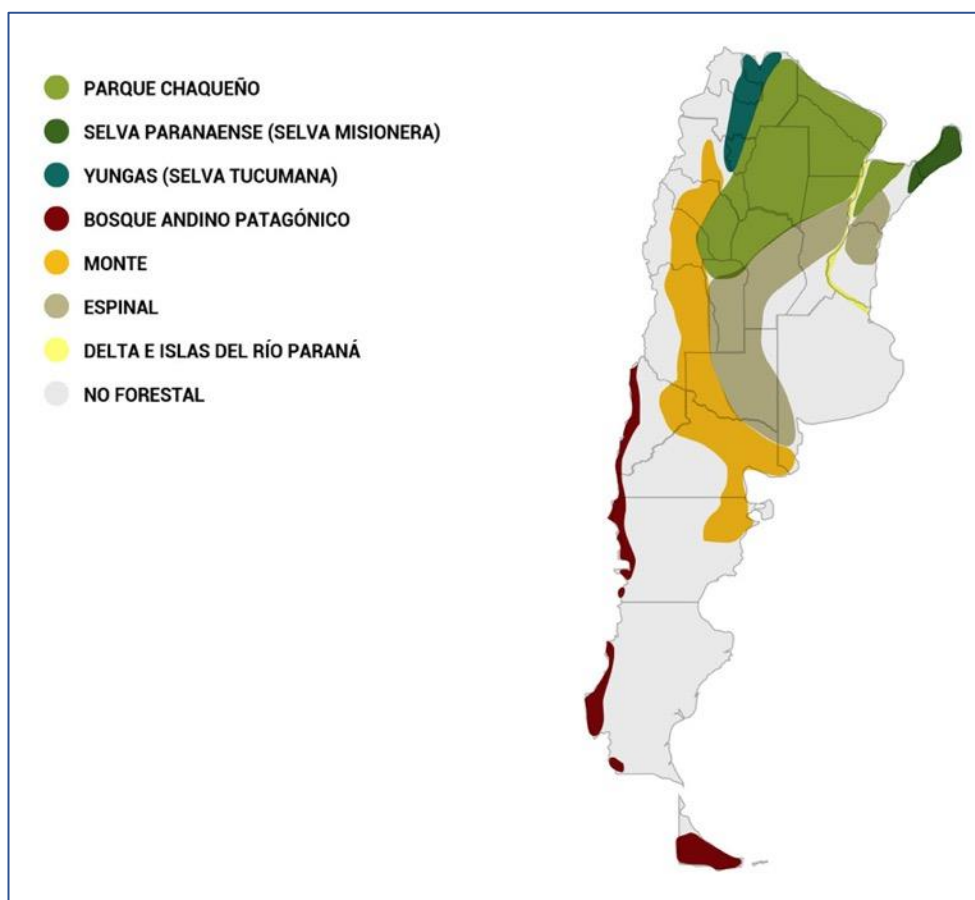 PARQUE CHAQUEÑO
SELVA PARANAENSE (SELVA MISIONERA)
YUNGAS (SELVA TUCUMANA)
BOSQUE ANDINO PATAGÓNICO
MONTE
ESPINAL
DELTA E ISLAS DEL RÍO PARANÁ
NO FORESTAL